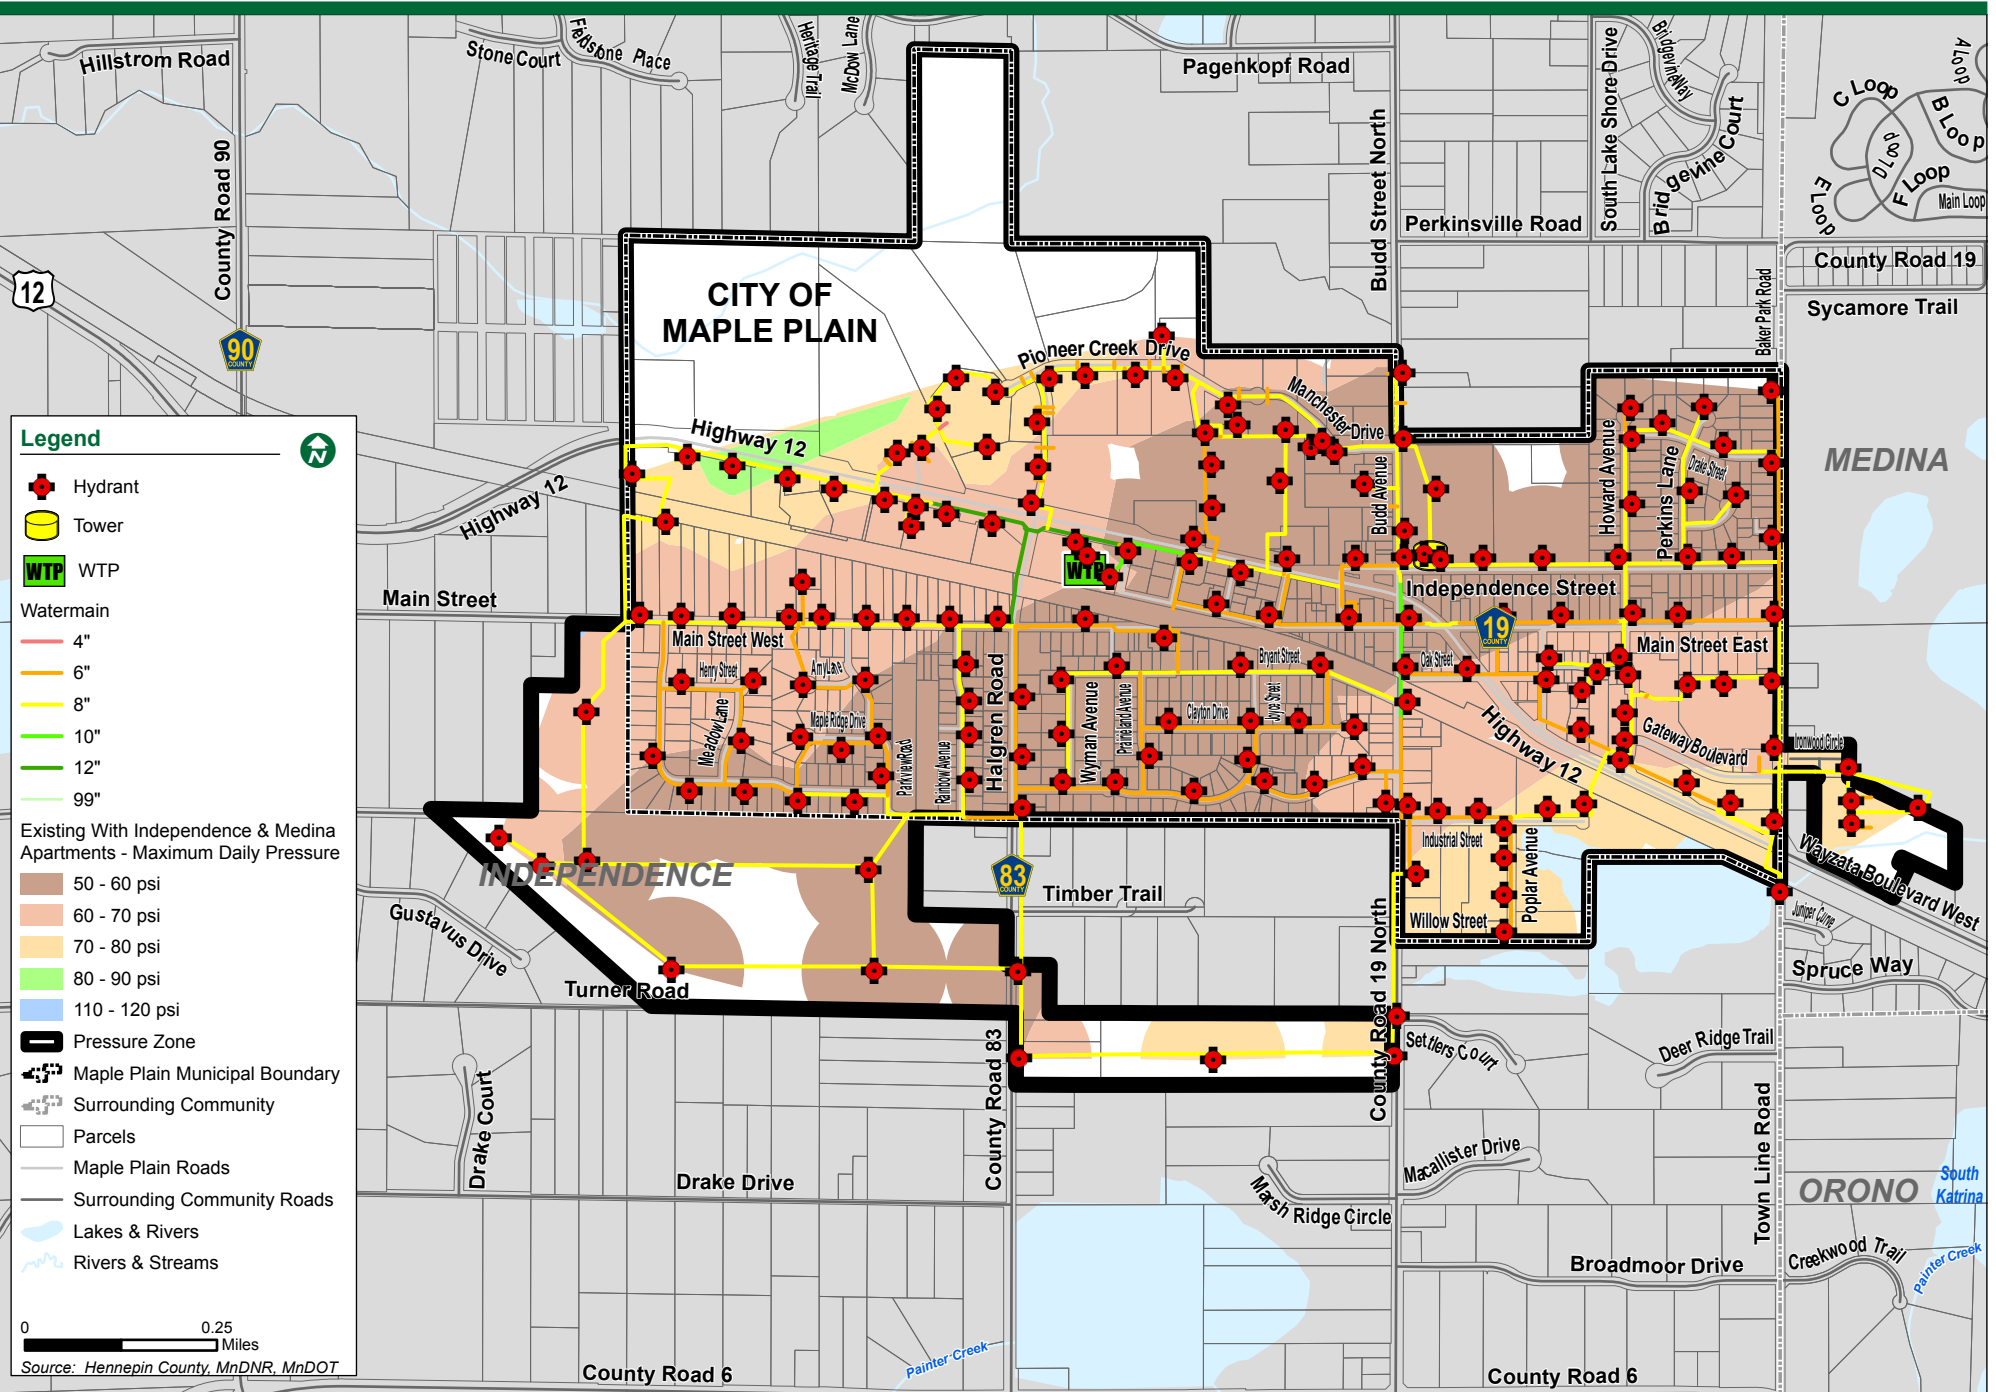 Hillstrom Road
Stone Court
Fieldstone Place
Heritage Trail
McDow Lane
Pagenkopf Road
South Lake Shore Drive
Bridgevine Way
Bridgevine Court
A Loop
B Loop
C Loop
D Loop
E Loop
F Loop
Main Loop
County Road 90
Budd Street North
Perkinsville Road
County Road 19
Sycamore Trail
Baker Park Road
12
90
COUNTY
CITY OF
MAPLE PLAIN
Pioneer Creek Drive
Manchester Drive
Highway 12
Highway 12
Budd Avenue
Howard Avenue
Perkins Lane
Drake Street
MEDINA
WTP
Independence Street
19
COUNTY
Main Street
Main Street West
Main Street East
Henry Street
Amy Lane
Maple Ridge Drive
Meadow Lane
Parkview Road
Rainbow Avenue
Halgren Road
Wyman Avenue
Prairieland Avenue
Clayton Drive
Joyce Street
Bryant Street
Oak Street
Highway 12
Gateway Boulevard
Ironwood Circle
Industrial Street
Poplar Avenue
Willow Street
Wayzata Boulevard West
Juniper Curve
Spruce Way
INDEPENDENCE
83
COUNTY
Timber Trail
Gustavus Drive
Turner Road
County Road 19 North
Settlers Court
Deer Ridge Trail
County Road 83
Drake Court
Drake Drive
Macallister Drive
Marsh Ridge Circle
Town Line Road
ORONO
South
Katrina
Broadmoor Drive
Creekwood Trail
Painter Creek
Painter Creek
County Road 6
County Road 6
Legend
N
Hydrant
Tower
WTP WTP
Watermain
4"
6"
8"
10"
12"
99"
Existing With Independence & Medina
Apartments - Maximum Daily Pressure
50 - 60 psi
60 - 70 psi
70 - 80 psi
80 - 90 psi
110 - 120 psi
Pressure Zone
Maple Plain Municipal Boundary
Surrounding Community
Parcels
Maple Plain Roads
Surrounding Community Roads
Lakes & Rivers
Rivers & Streams
0 0.25
Miles
Source: Hennepin County, MnDNR, MnDOT